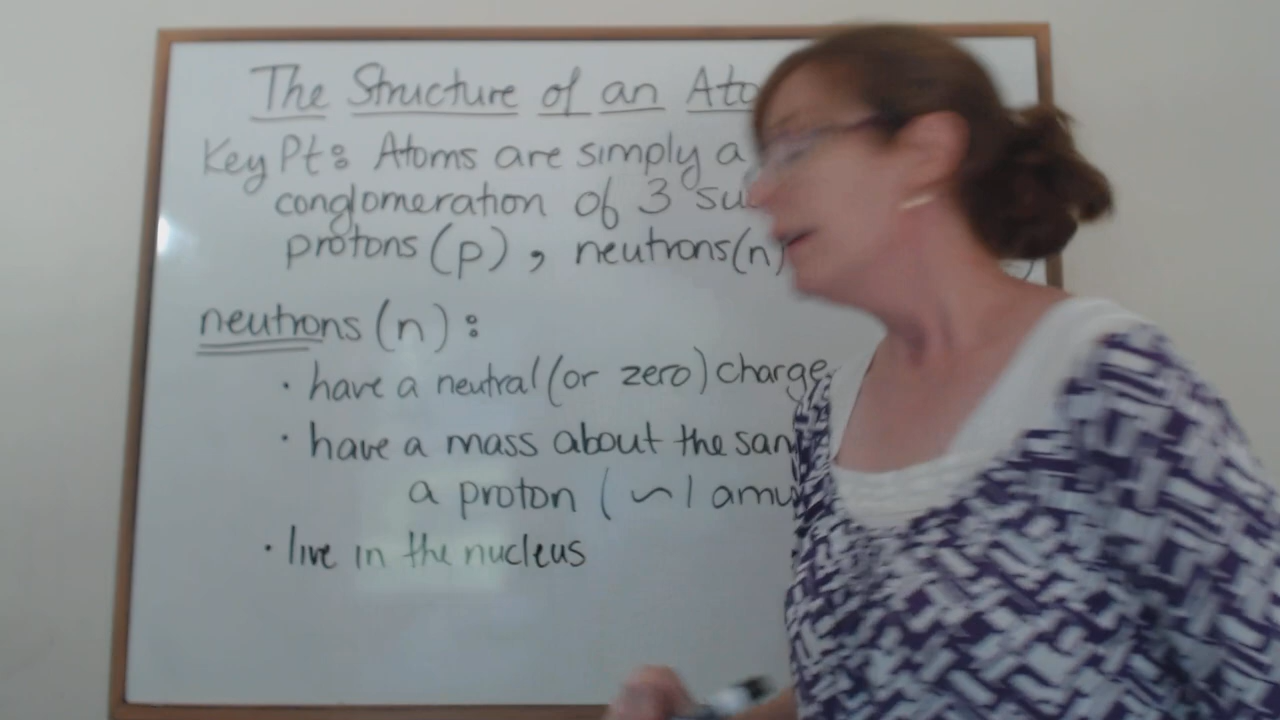 The Structure of an Ato
Key Pt: Atoms are simply a
conglomeration of 3 su
protons (p) , neutrons(n)
neutrons (n) :
· have a neutral (or zero) charge
· have a mass about the sam
a proton ( ~ 1 amu
· live in the nucleus